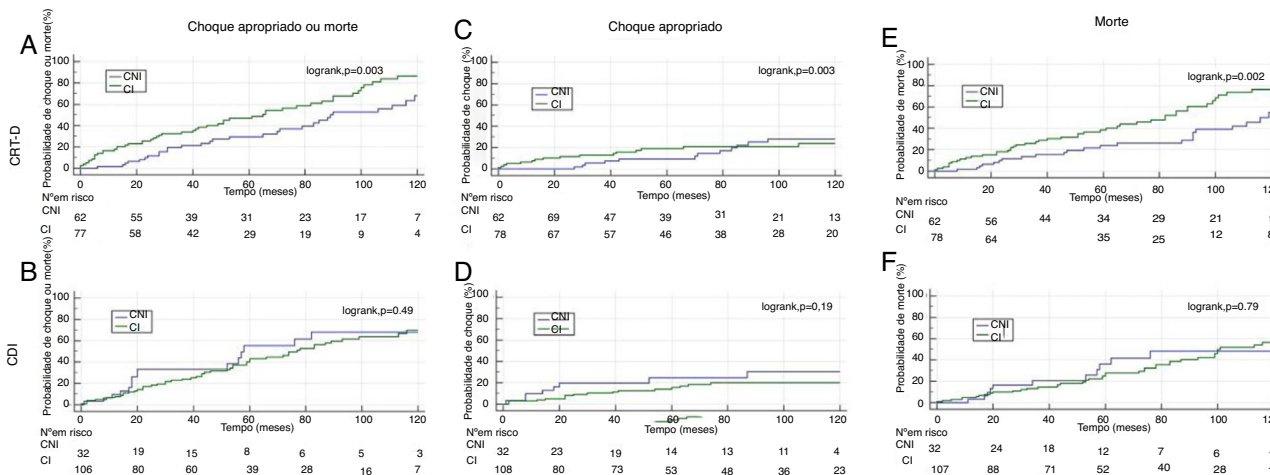 Choque apropriado ou morte
A
CRT-D
Probabilidade de choque ou morte(%)
100
80
60
40
20
0
CNI
CI
logrank,p=0.003
0 20 40 60 80 100 120
Tempo (meses)
Nºem risco
CNI
62 55 39 31 23 17 7
CI
77 58 42 29 19 9 4
B
CDI
Probabilidade de choque ou morte(%)
100
80
60
40
20
0
CNI
CI
logrank,p=0.49
0 20 40 60 80 100 120
Tempo (meses)
Nºem risco
CNI
32 19 15 8 6 5 3
CI
106 80 60 39 28 16 7
Choque apropriado
C
Probabilidade de choque (%)
100
80
60
40
20
0
CNI
CI
logrank,p=0.003
0 20 40 60 80 100 120
Tempo (meses)
Nºem risco
CNI
62 69 47 39 31 21 13
CI
78 67 57 46 38 28 20
D
Probabilidade de choque (%)
100
80
60
40
20
0
CNI
CI
logrank,p=0,19
0 20 40 60 80 100 120
Tempo (meses)
Nºem risco
CNI
32 23 19 14 13 11 4
CI
108 80 73 53 48 36 23
Morte
E
Probabilidade de morte (%)
100
80
60
40
20
0
CNI
CI
logrank,p=0.002
20 40 60 80 100 120
Tempo (meses)
Nºem risco
CNI
62 56 44 34 29 21
CI
78 64 35 25 12
F
Probabilidade de morte (%)
100
80
60
40
20
0
CNI
CI
logrank,p=0.79
0 20 40 60 80 100 120
Tempo (meses)
Nºem risco
CNI
32 24 18 12 7 6
CI
107 88 71 52 40 28